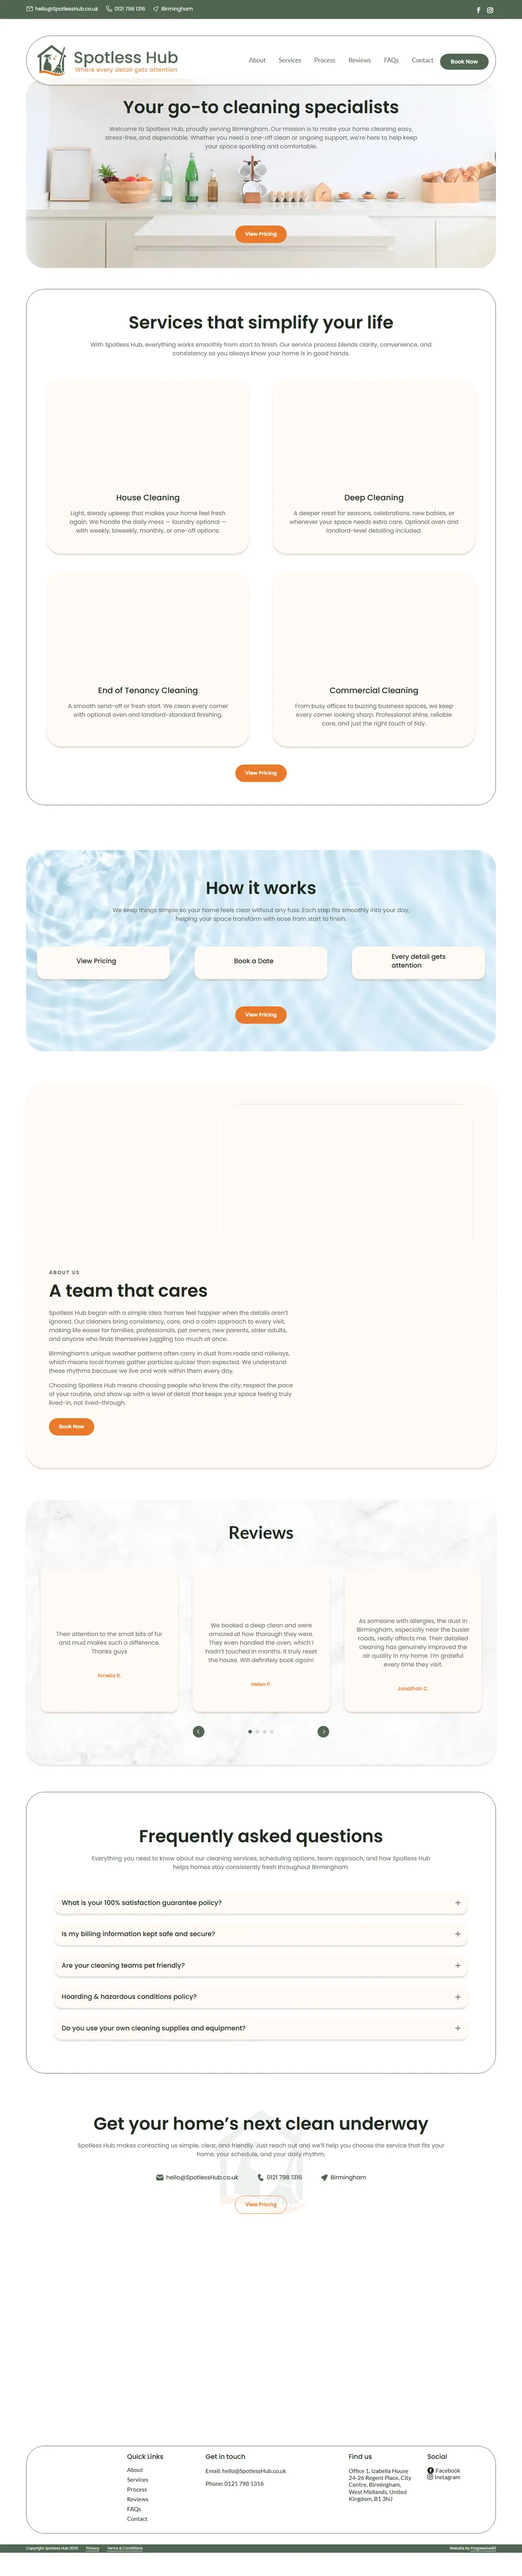 hello@SpotlessHub.co.uk 0121 798 1316 Birmingham
Spotless Hub
Where every detail gets attention
About Services Process Reviews FAQs Contact Book Now
Your go-to cleaning specialists
Welcome to Spotless Hub, proudly serving Birmingham. Our mission is to make your home cleaning easy,
stress-free, and dependable. Whether you need a one-off clean or ongoing support, we're here to help keep
your space sparkling and comfortable.
View Pricing
Services that simplify your life
With Spotless Hub, everything works smoothly from start to finish. Our service process blends clarity, convenience, and
consistency so you always know your home is in good hands.
House Cleaning
Light, steady upkeep that makes your home feel fresh
again. We handle the daily mess — laundry optional —
with weekly, biweekly, monthly, or one-off options.
Deep Cleaning
A deeper reset for seasons, celebrations, new babies, or
whenever your space needs extra care. Optional oven and
landlord-level detailing included.
End of Tenancy Cleaning
A smooth send-off or fresh start. We clean every corner
with optional oven and landlord-standard finishing.
Commercial Cleaning
From busy offices to buzzing business spaces, we keep
every corner looking sharp. Professional shine, reliable
care, and just the right touch of tidy.
View Pricing
How it works
We keep things simple so your home feels clear without any fuss. Each step fits smoothly into your day,
helping your space transform with ease from start to finish.
View Pricing
Book a Date
Every detail gets
attention
View Pricing
ABOUT US
A team that cares
Spotless Hub began with a simple idea: homes feel happier when the details aren't
ignored. Our cleaners bring consistency, care, and a calm approach to every visit,
making life easier for families, professionals, pet owners, new parents, older adults,
and anyone who finds themselves juggling too much at once.
Birmingham's unique weather patterns often carry in dust from roads and railways,
which means local homes gather particles quicker than expected. We understand
these rhythms because we live and work within them every day.
Choosing Spotless Hub means choosing people who know the city, respect the pace
of your routine, and show up with a level of detail that keeps your space feeling truly
lived-in, not lived-through.
Book Now
Reviews
Their attention to the small bits of fur
and mud makes such a difference.
Thanks guys
Amelia R.
We booked a deep clean and were
amazed at how thorough they were.
They even handled the oven, which I
hadn't touched in months. It truly reset
the house. Will definitely book again!
Helen P.
As someone with allergies, the dust in
Birmingham, especially near the busier
roads, really affects me. Their detailed
cleaning has genuinely improved the
air quality in my home. I'm grateful
every time they visit.
Jonathan C.
Frequently asked questions
Everything you need to know about our cleaning services, scheduling options, team approach, and how Spotless Hub
helps homes stay consistently fresh throughout Birmingham.
What is your 100% satisfaction guarantee policy?
Is my billing information kept safe and secure?
Are your cleaning teams pet friendly?
Hoarding & hazardous conditions policy?
Do you use your own cleaning supplies and equipment?
Get your home's next clean underway
Spotless Hub makes contacting us simple, clear, and friendly. Just reach out and we'll help you choose the service that fits your
home, your schedule, and your daily rhythm.
hello@SpotlessHub.co.uk 0121 798 1316 Birmingham
View Pricing
Quick Links
About
Services
Process
Reviews
FAQs
Contact
Get in touch
Email: hello@SpotlessHub.co.uk
Phone: 0121 798 1316
Find us
Office 1, Izabella House
24-26 Regent Place, City
Centre, Birmingham,
West Midlands, United
Kingdom, B1 3NJ
Social
Facebook
Instagram
Copyright Spotless Hub 2025 Privacy Terms & Conditions
Website by